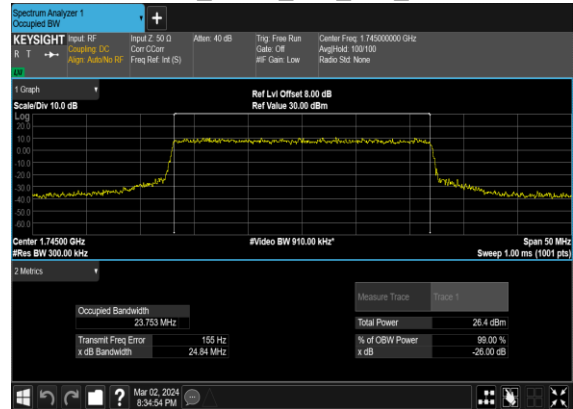 Spectrum Analyzer 1
Occupied BW
KEYSIGHT Input: RF Input Z: 50 Ω Atten: 40 dB Trig: Free Run Center Freq: 1.745000000 GHz
R T Coupling: DC Corr CCorr Gate: Off Avg|Hold: 100/100
Align: Auto/No RF Freq Ref: Int (S) #IF Gain: Low Radio Std: None
LW
1 Graph
Ref Lvl Offset 8.00 dB
Scale/Div 10.0 dB Ref Value 30.00 dBm
Log
20.0
10.0
0.00
-10.0
-20.0
-30.0
-40.0
-50.0
-60.0
Center 1.74500 GHz #Video BW 910.00 kHz* Span 50 MHz
#Res BW 300.00 kHz Sweep 1.00 ms (1001 pts)
2 Metrics
Measure Trace Trace 1
Occupied Bandwidth
23.753 MHz Total Power 26.4 dBm
Transmit Freq Error 155 Hz % of OBW Power 99.00 %
x dB Bandwidth 24.84 MHz x dB -26.00 dB
Mar 02, 2024
8:34:54 PM